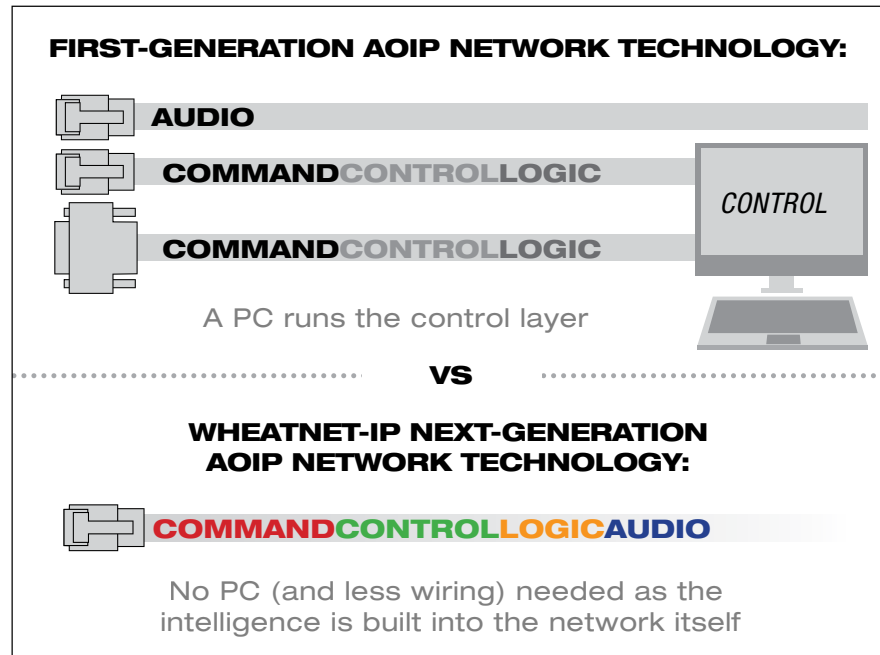 FIRST-GENERATION AOIP NETWORK TECHNOLOGY:
AUDIO
COMMANDCONTROLLOGIC
CONTROL
COMMANDCONTROLLOGIC
A PC runs the control layer
VS
WHEATNET-IP NEXT-GENERATION
AOIP NETWORK TECHNOLOGY:
COMMANDCONTROLLOGICAUDIO
No PC (and less wiring) needed as the
intelligence is built into the network itself